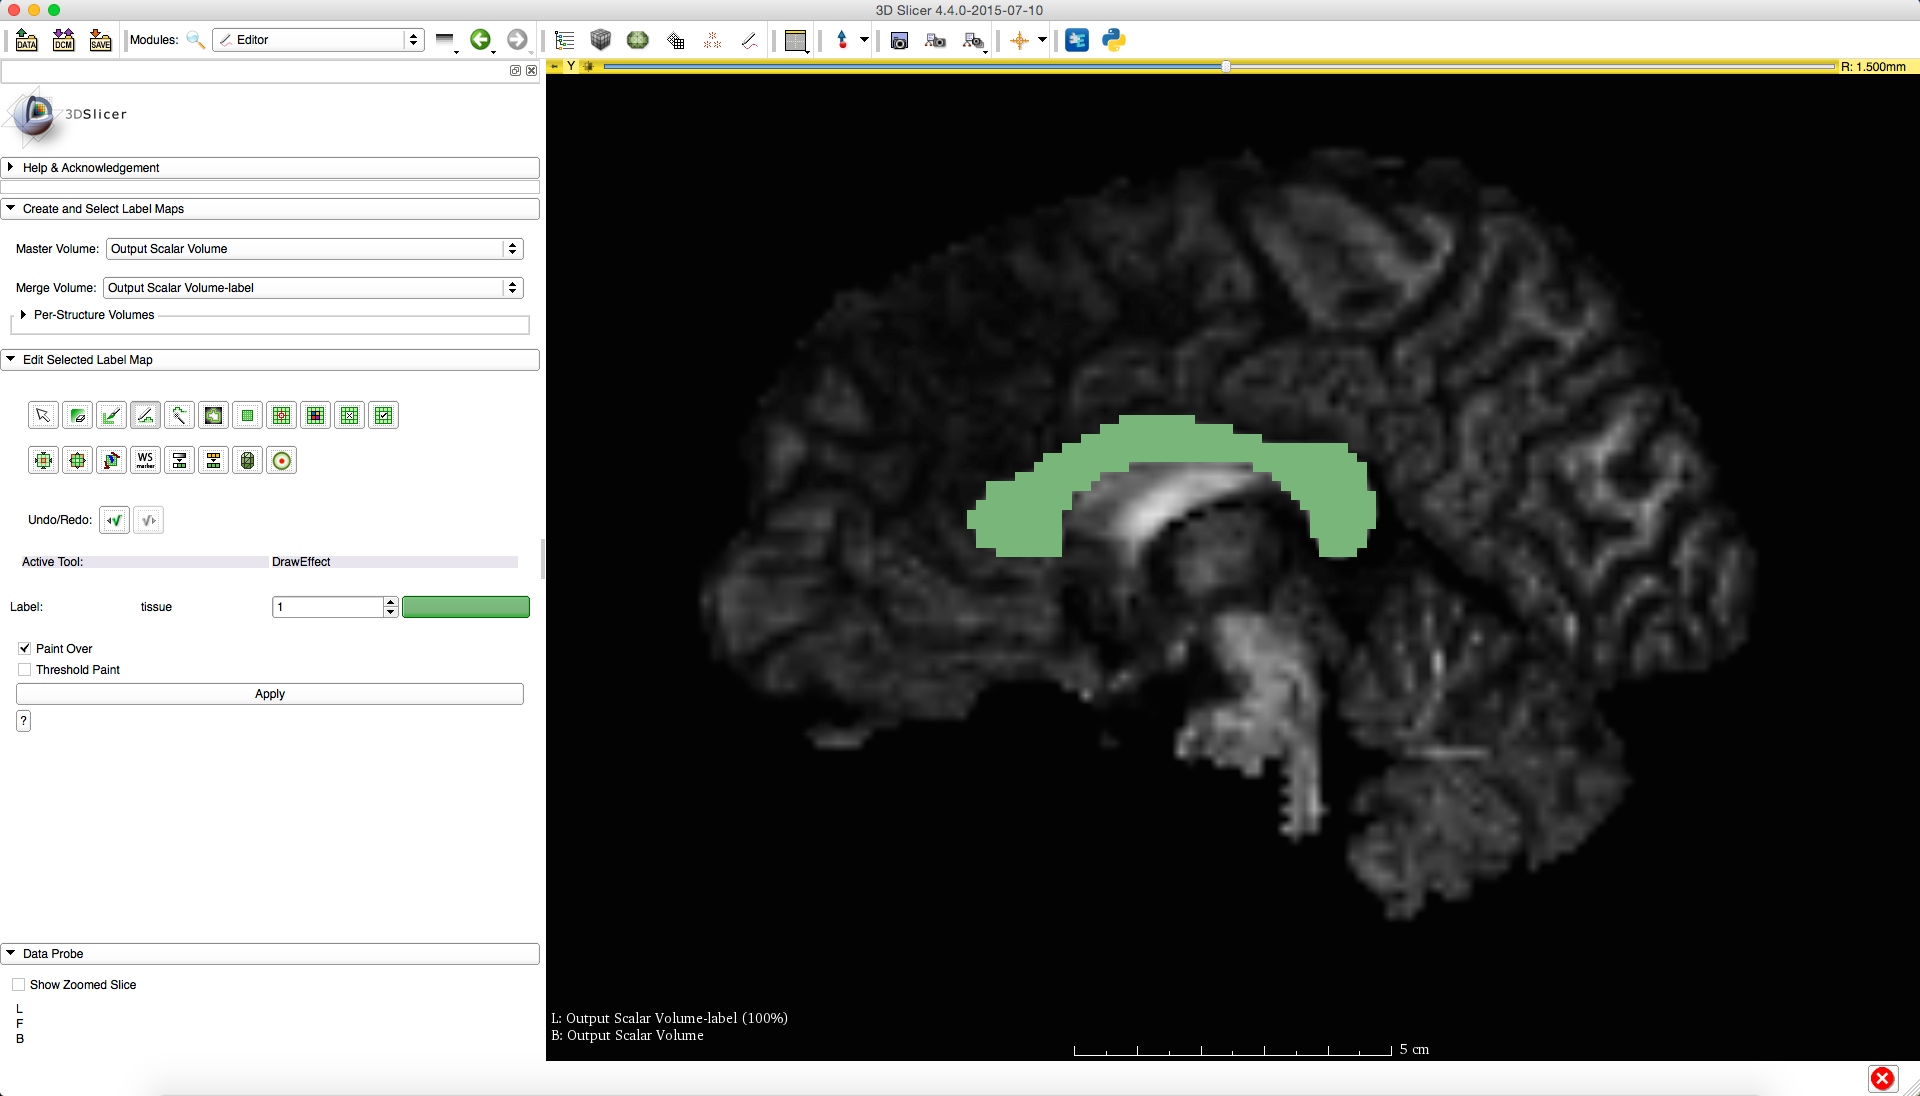 3D Slicer 4.4.0-2015-07-10
DATA
DCM
SAVE
Modules:
Editor
Y
R: 1.500mm
3DSlicer
Help & Acknowledgement
Create and Select Label Maps
Master Volume: Output Scalar Volume
Merge Volume: Output Scalar Volume-label
Per-Structure Volumes
Edit Selected Label Map
WS
marker
Undo/Redo:
Active Tool: DrawEffect
Label: tissue 1
Paint Over
Threshold Paint
Apply
?
Data Probe
Show Zoomed Slice
L
F
B
L: Output Scalar Volume-label (100%)
B: Output Scalar Volume
5 cm